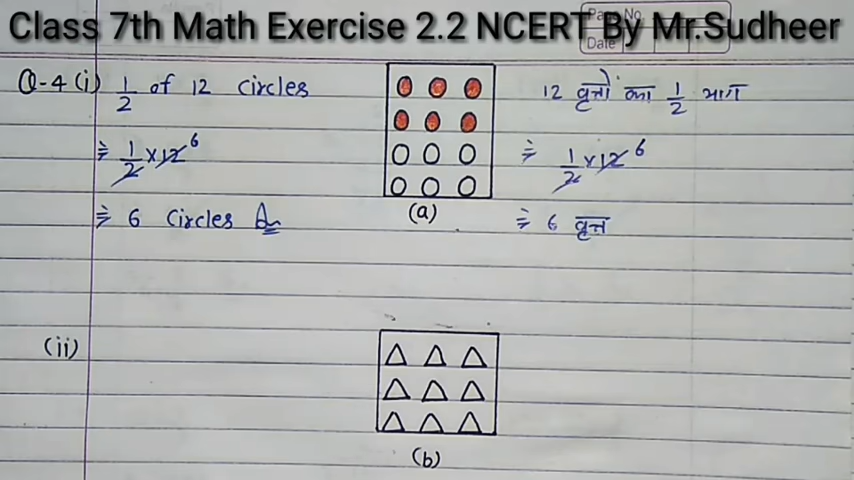 Class 7th Math Exercise 2.2 NCERT By Mr.Sudheer
Page No.
Date
Q-4 (i) 1/2 of 12 circles
12 वृत्तों का 1/2 भाग
⇒ 1/2 × 12 6
⇒ 1/2 × 12 6
⇒ 6 circles Ans
(a)
⇒ 6 वृत्त
(ii)
(b)